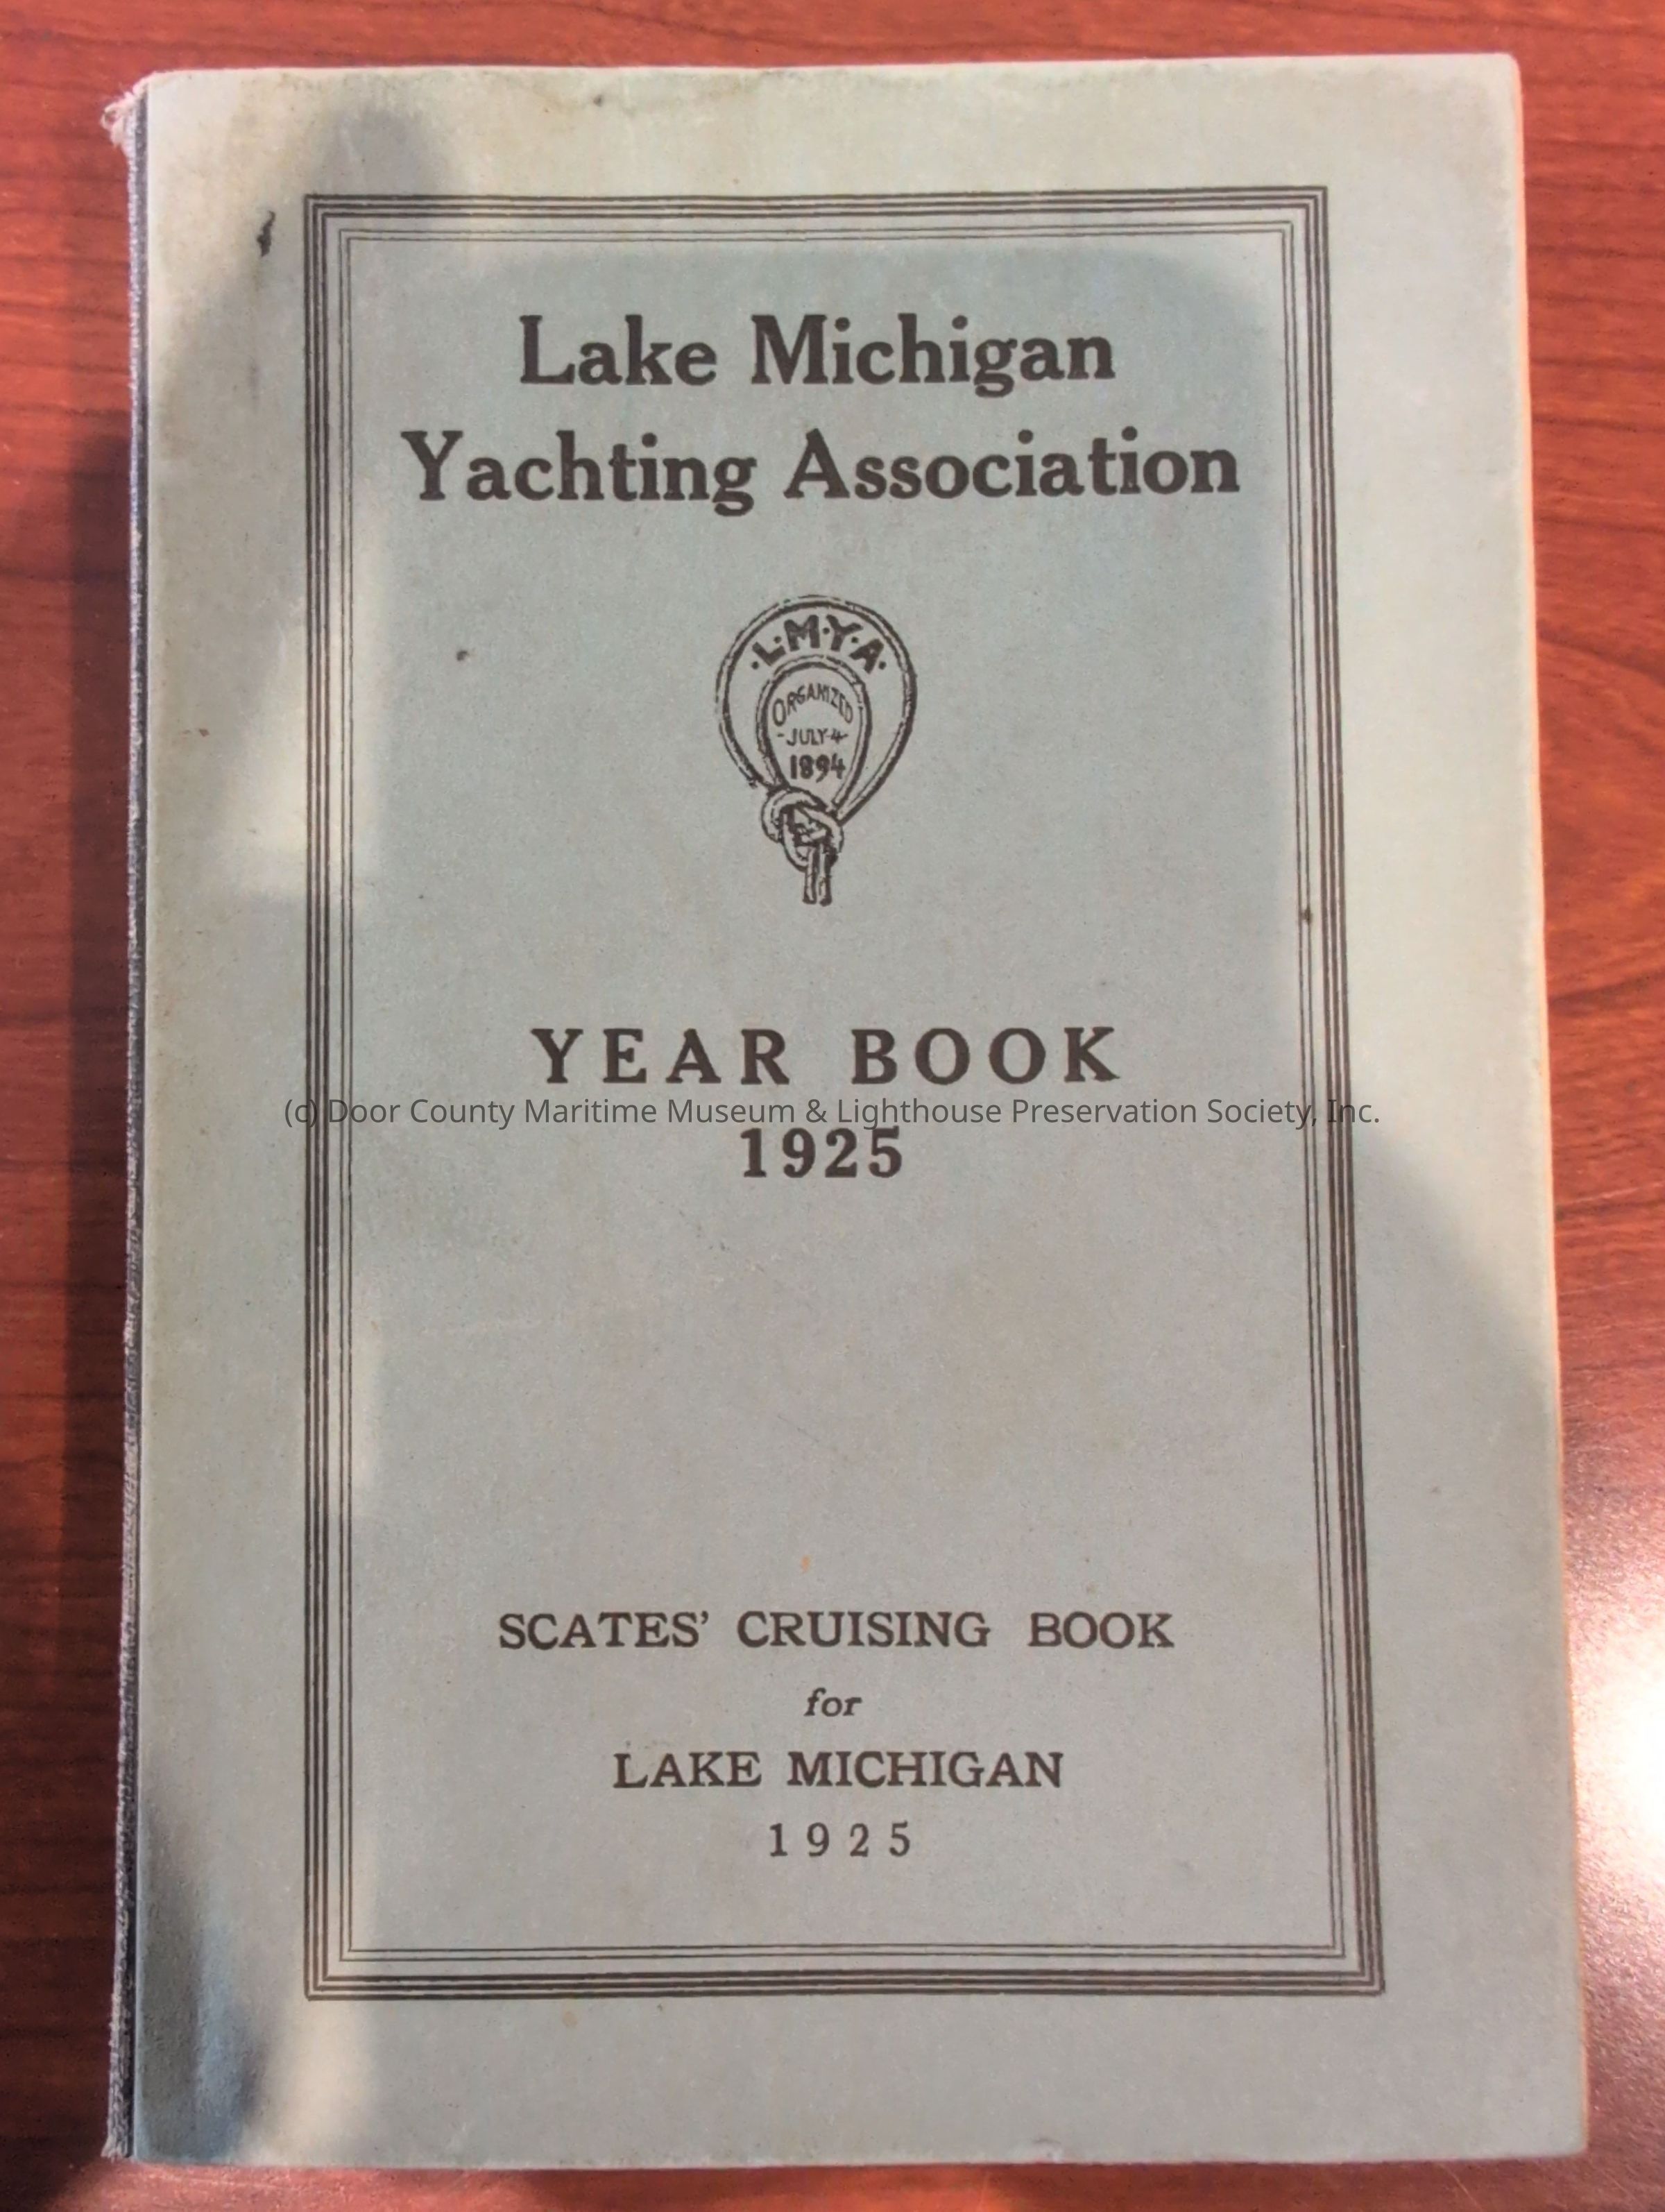 Lake Michigan
Yachting Association
·L·M·Y·A·
ORGANIZED
-JULY-4-
1894
YEAR BOOK
(c) Door County Maritime Museum & Lighthouse Preservation Society, Inc.
1925
SCATES' CRUISING BOOK
for
LAKE MICHIGAN
1925